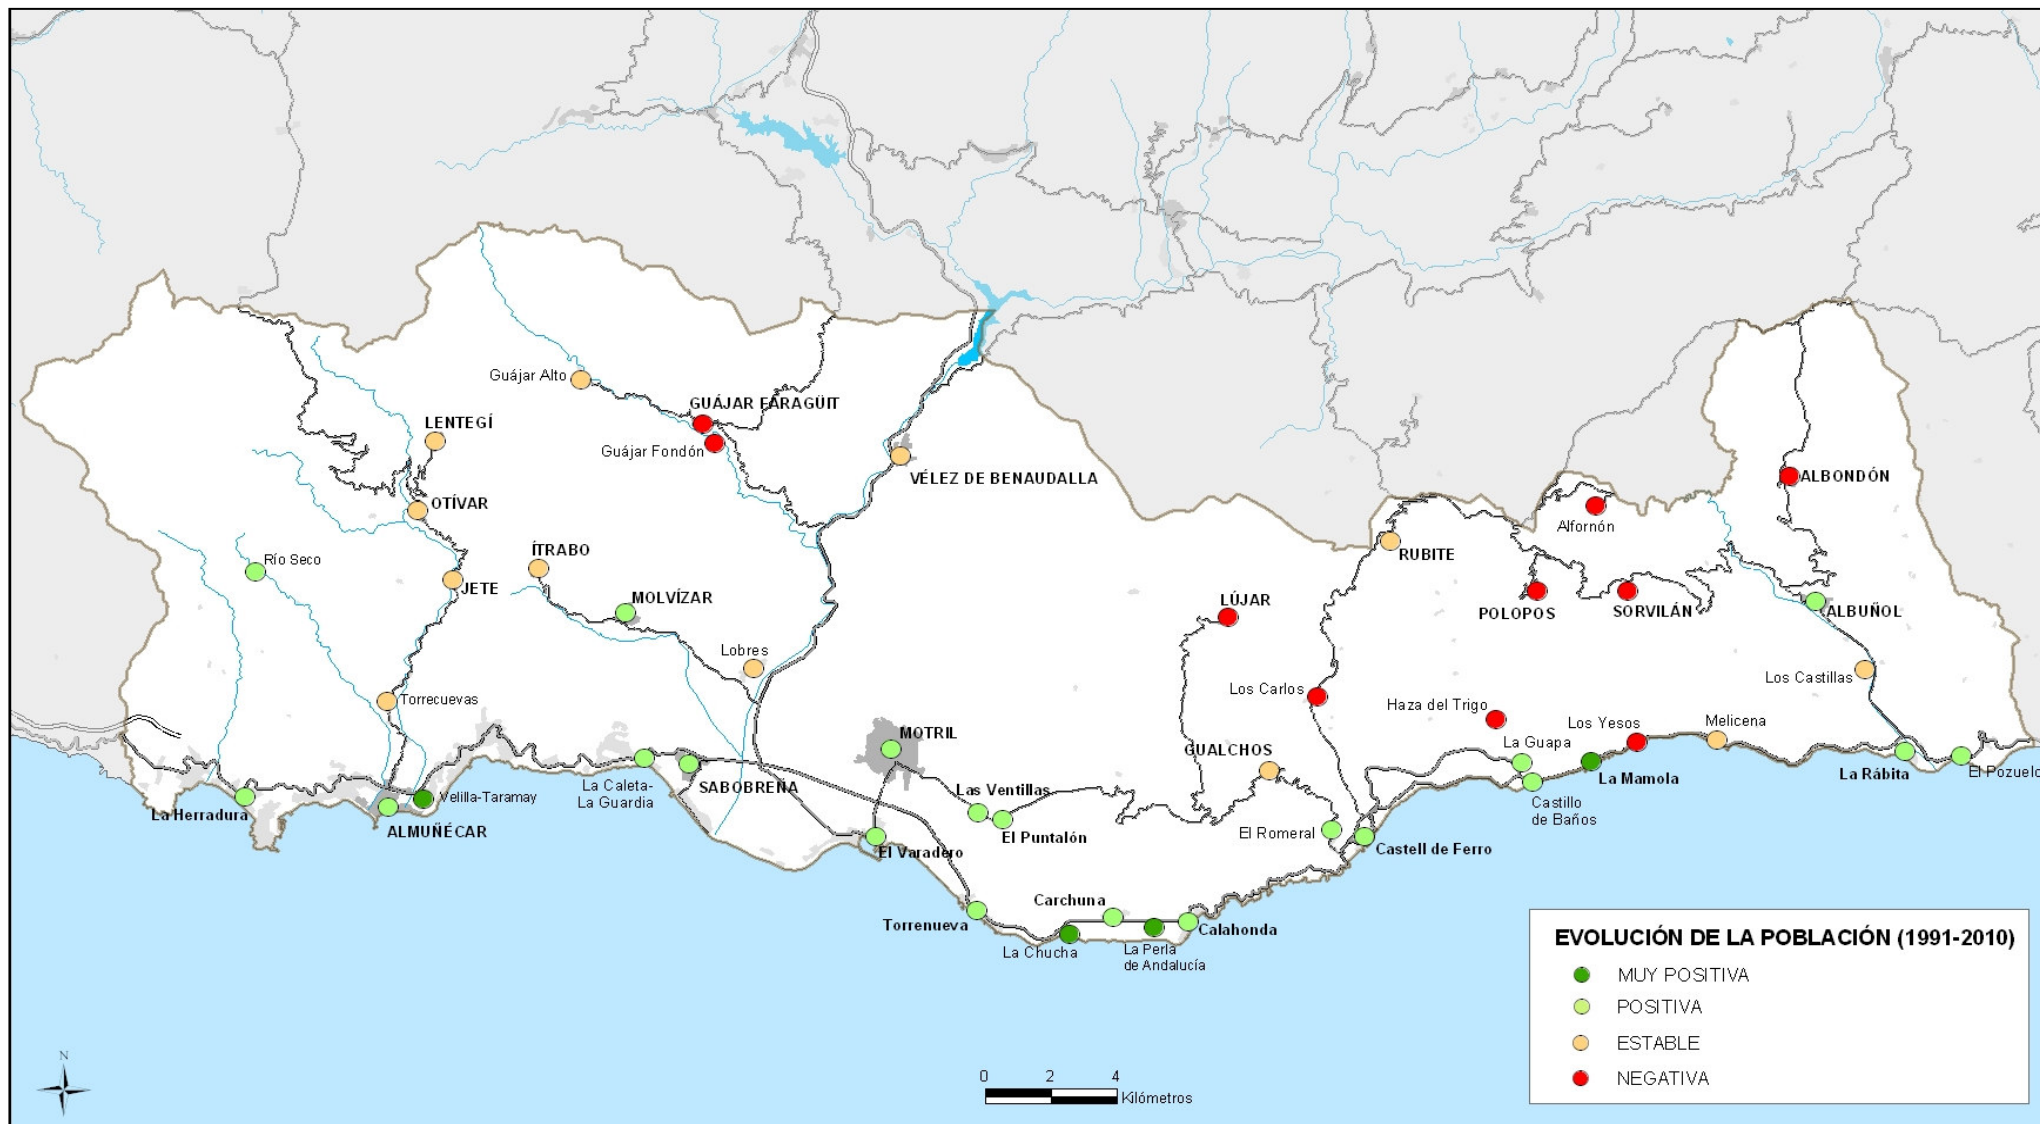 Guájar Alto
GUÁJAR FARAGÜIT
LENTEGÍ
Guájar Fondón
VÉLEZ DE BENAUDALLA
ALBONDÓN
OTÍVAR
Alfornón
ÍTRABO
RUBITE
Río Seco
JETE
MOLVÍZAR
LÚJAR
POLOPOS
SORVILÁN
ALBUÑOL
Lobres
Los Carlos
Los Castillas
Torrecuevas
Haza del Trigo
Los Yesos
Melicena
MOTRIL
GUALCHOS
La Guapa
La Rábita
El Pozuelo
La Caleta-
La Guardia
SABOBREÑA
La Mamola
Velilla-Taramay
Las Ventillas
Castillo
de Baños
La Herradura
ALMUÑÉCAR
El Varadero
El Puntalón
El Romeral
Castell de Ferro
Carchuna
Torrenueva
Calahonda
La Chucha
La Perla
de Andalucía
EVOLUCIÓN DE LA POBLACIÓN (1991-2010)
MUY POSITIVA
POSITIVA
ESTABLE
NEGATIVA
N
0 2 4
Kilómetros